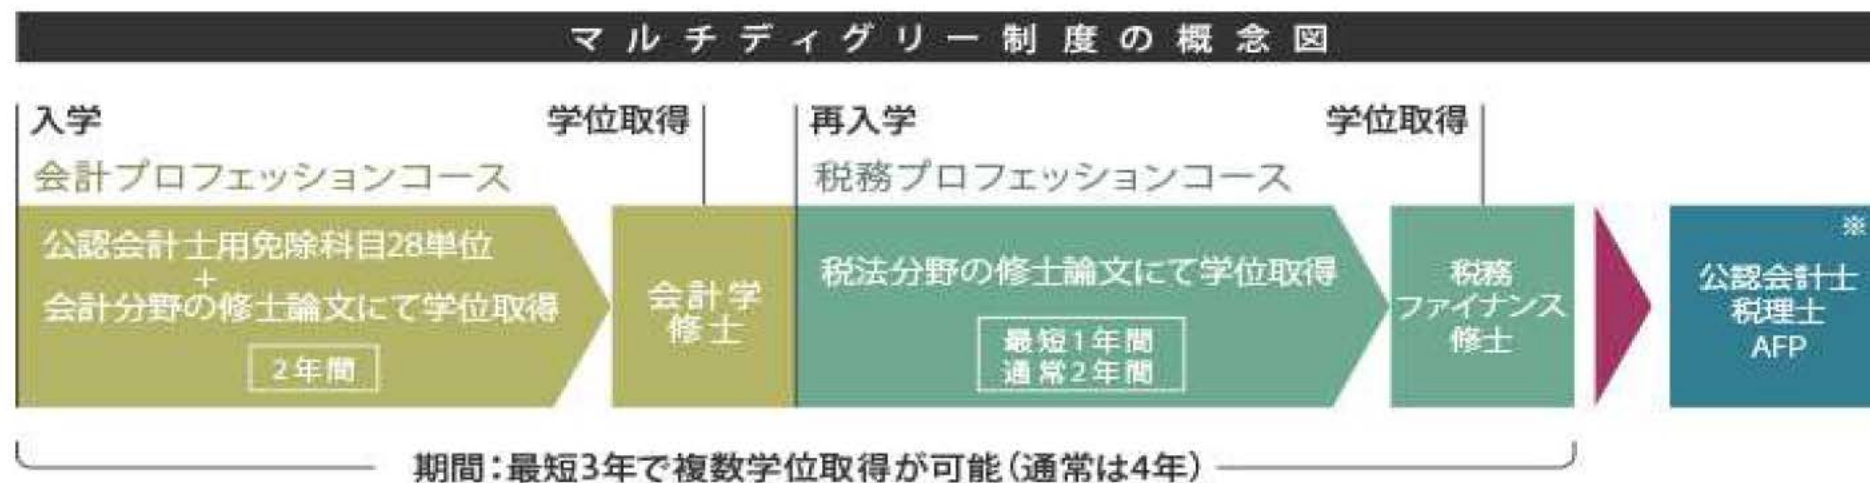 マルチディグリー制度の概念図
入学
学位取得
再入学
学位取得
会計プロフェッションコース
税務プロフェッションコース
公認会計士用免除科目28単位
+
会計分野の修士論文にて学位取得
2年間
会計学
修士
税法分野の修士論文にて学位取得
最短1年間
通常2年間
税務
ファイナンス
修士
※
公認会計士
税理士
AFP
期間:最短3年で複数学位取得が可能(通常は4年)